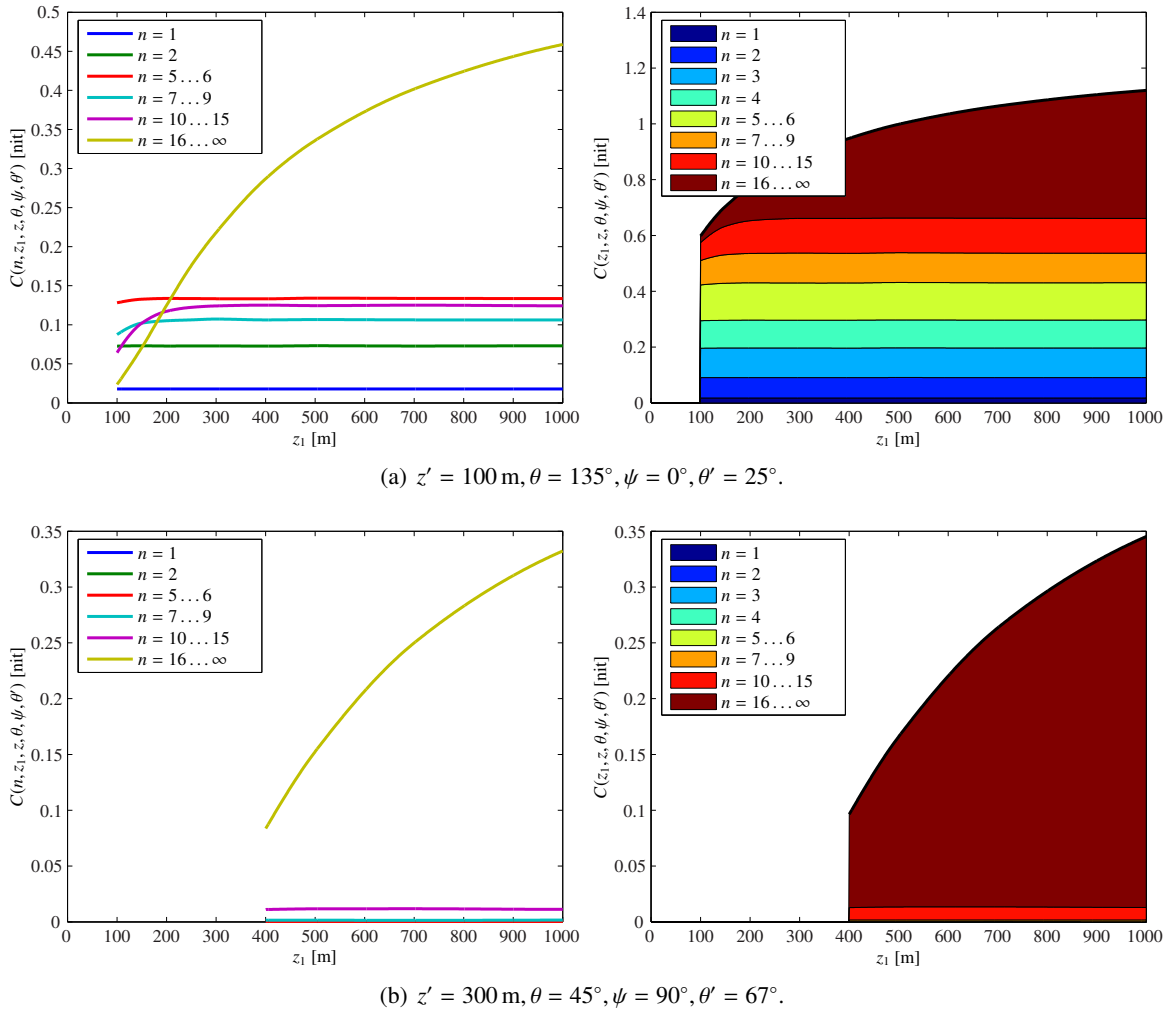 0.5
0.45
0.4
0.35
0.3
0.25
0.2
0.15
0.1
0.05
0
C(n, z₁, z, θ, ψ, θ′) [nit]
n = 1
n = 2
n = 5 … 6
n = 7 … 9
n = 10 … 15
n = 16 … ∞
0 100 200 300 400 500 600 700 800 900 1000
z₁ [m]
1.4
1.2
1
0.8
0.6
0.4
0.2
0
C(z₁, z, θ, ψ, θ′) [nit]
n = 1
n = 2
n = 3
n = 4
n = 5 … 6
n = 7 … 9
n = 10 … 15
n = 16 … ∞
0 100 200 300 400 500 600 700 800 900 1000
z₁ [m]
(a) z′ = 100 m, θ = 135°, ψ = 0°, θ′ = 25°.
0.35
0.3
0.25
0.2
0.15
0.1
0.05
0
C(n, z₁, z, θ, ψ, θ′) [nit]
n = 1
n = 2
n = 5 … 6
n = 7 … 9
n = 10 … 15
n = 16 … ∞
0 100 200 300 400 500 600 700 800 900 1000
z₁ [m]
0.35
0.3
0.25
0.2
0.15
0.1
0.05
0
C(z₁, z, θ, ψ, θ′) [nit]
n = 1
n = 2
n = 3
n = 4
n = 5 … 6
n = 7 … 9
n = 10 … 15
n = 16 … ∞
0 100 200 300 400 500 600 700 800 900 1000
z₁ [m]
(b) z′ = 300 m, θ = 45°, ψ = 90°, θ′ = 67°.